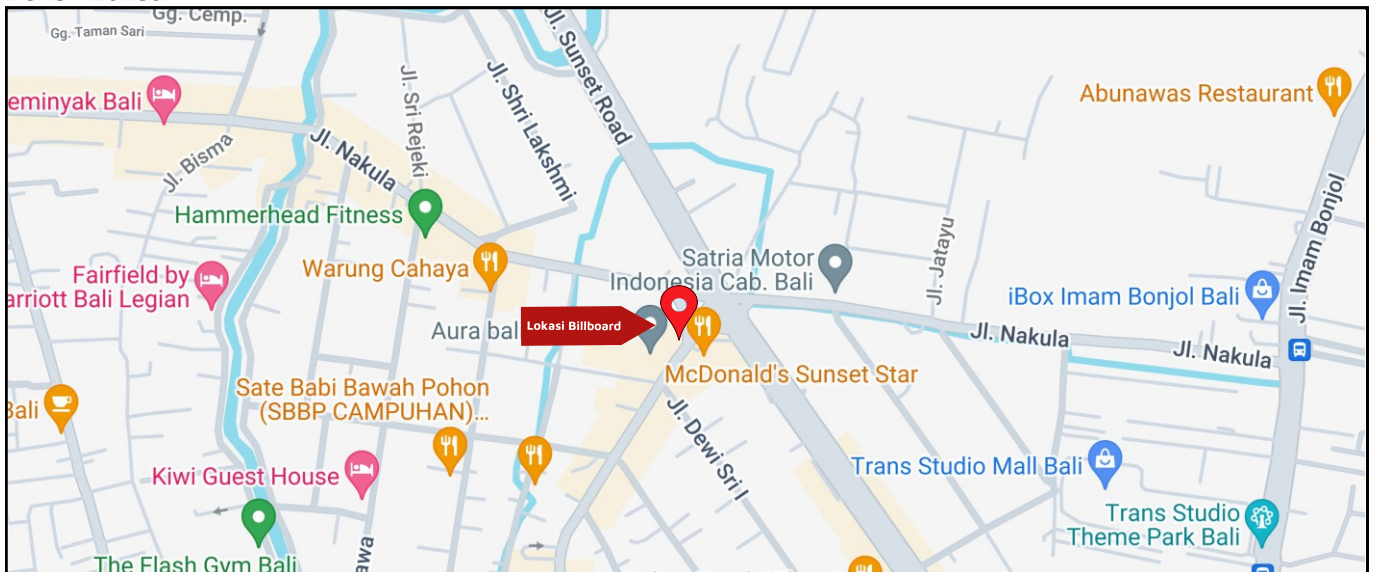 Gg. Cemp.
Gg. Taman Sari
Jl. Sunset Road
eminyak Bali
Abunawas Restaurant
Jl. Sri Rejeki
Jl. Shri Lakshmi
Jl. Nakula
Jl. Bisma
Jl. Imam Bonjol
Hammerhead Fitness
Jl. Jatayu
Warung Cahaya
Satria Motor
Indonesia Cab. Bali
Fairfield by
arriott Bali Legian
iBox Imam Bonjol Bali
Aura bal
Lokasi Billboard
Jl. Nakula
Jl. Nakula
McDonald's Sunset Star
Sate Babi Bawah Pohon
(SBBP CAMPUHAN)...
Bali
Jl. Dewi Sri I
Kiwi Guest House
Trans Studio Mall Bali
Trans Studio
Theme Park Bali
The Flash Gym Bali
awa